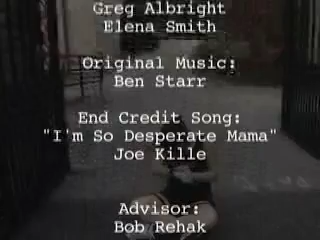 Greg Albright
Elena Smith
Original Music:
Ben Starr
End Credit Song:
"I'm So Desperate Mama"
Joe Kille
Advisor:
Bob Rehak